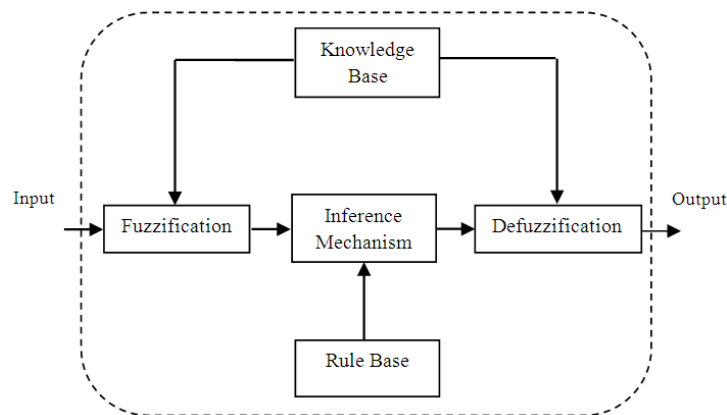 Knowledge
Base
Input
Fuzzification
Inference
Mechanism
Defuzzification
Output
Rule Base